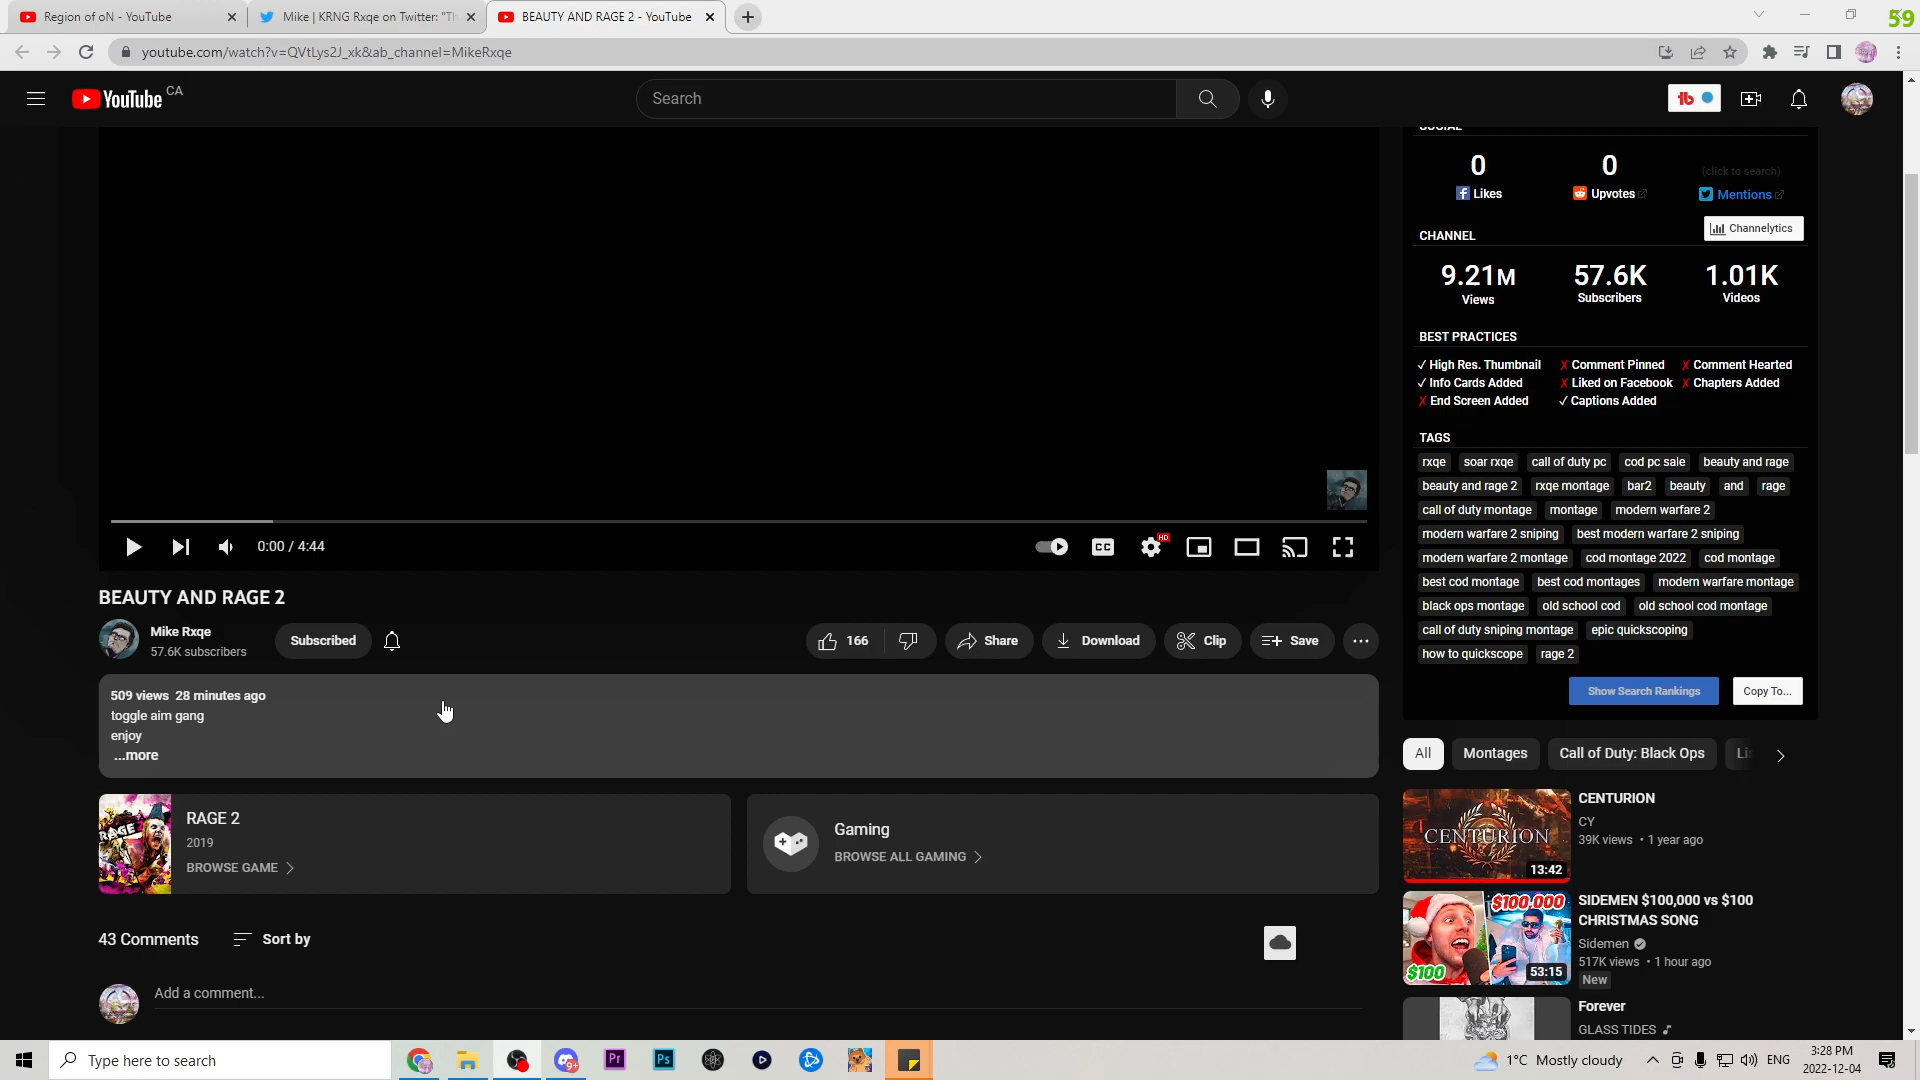 Region of oN - YouTube
Mike | KRNG Rxqe on Twitter: "Th
BEAUTY AND RAGE 2 - YouTube
59
youtube.com/watch?v=QVtLys2J_xk&ab_channel=MikeRxqe
YouTube CA
Search
tb
SOCIAL
0
0
(click to search)
Likes
Upvotes
Mentions
CHANNEL
Channelytics
9.21M
57.6K
1.01K
Views
Subscribers
Videos
BEST PRACTICES
✓ High Res. Thumbnail
✗ Comment Pinned
✗ Comment Hearted
✓ Info Cards Added
✗ Liked on Facebook
✗ Chapters Added
✗ End Screen Added
✓ Captions Added
TAGS
rxqe soar rxqe call of duty pc cod pc sale beauty and rage
beauty and rage 2 rxqe montage bar2 beauty and rage
call of duty montage montage modern warfare 2
modern warfare 2 sniping best modern warfare 2 sniping
modern warfare 2 montage cod montage 2022 cod montage
best cod montage best cod montages modern warfare montage
black ops montage old school cod old school cod montage
call of duty sniping montage epic quickscoping
how to quickscope rage 2
Show Search Rankings
Copy To...
0:00 / 4:44
CC
HD
BEAUTY AND RAGE 2
Mike Rxqe
57.6K subscribers
Subscribed
166
Share
Download
Clip
Save
509 views 28 minutes ago
toggle aim gang
enjoy
...more
RAGE
RAGE 2
2019
BROWSE GAME
Gaming
BROWSE ALL GAMING
43 Comments
Sort by
Add a comment...
All
Montages
Call of Duty: Black Ops
Li
CENTURION
13:42
CENTURION
CY
39K views • 1 year ago
$100,000
$100
53:15
SIDEMEN $100,000 vs $100
CHRISTMAS SONG
Sidemen
517K views • 1 hour ago
New
Forever
GLASS TIDES
Type here to search
9+
Pr
Ps
1°C Mostly cloudy
ENG
3:28 PM
2022-12-04